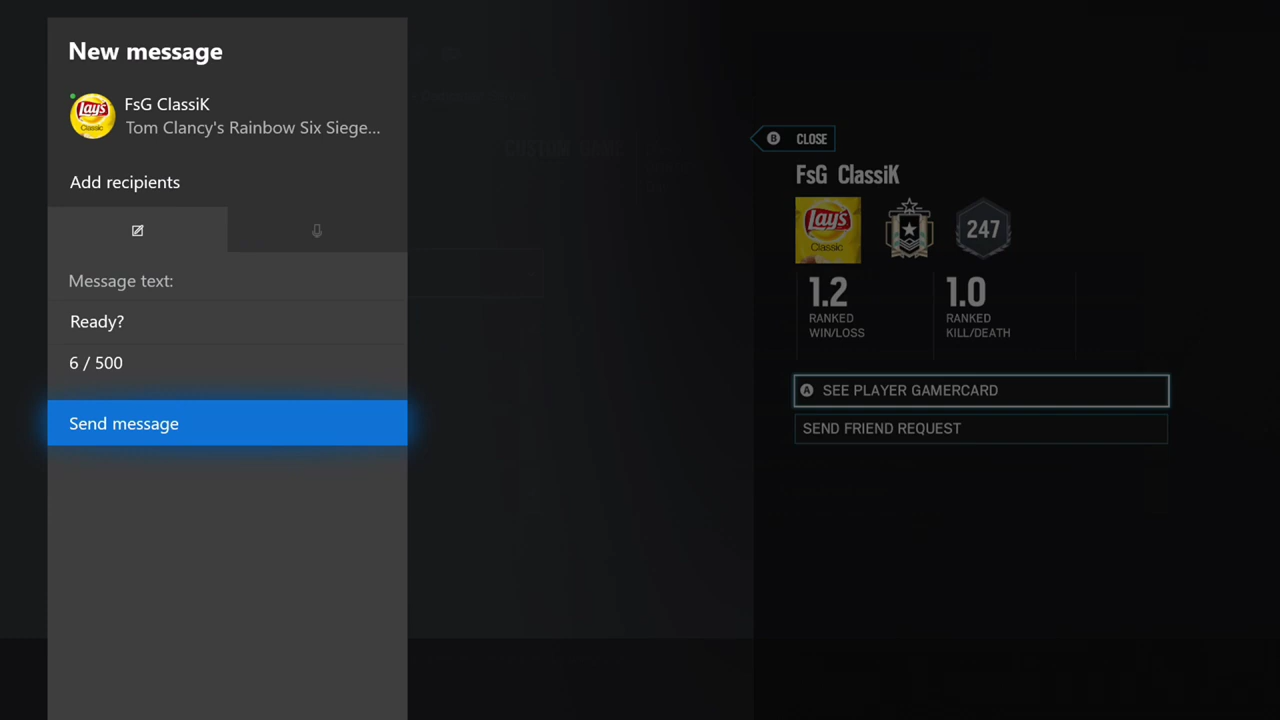 New message
FsG ClassiK
Tom Clancy's Rainbow Six Siege...
Add recipients
Message text:
Ready?
6 / 500
Send message
B CLOSE
FsG ClassiK
Lay's
Classic
247
1.2
RANKED
WIN/LOSS
1.0
RANKED
KILL/DEATH
A SEE PLAYER GAMERCARD
SEND FRIEND REQUEST
Lay's
Classic